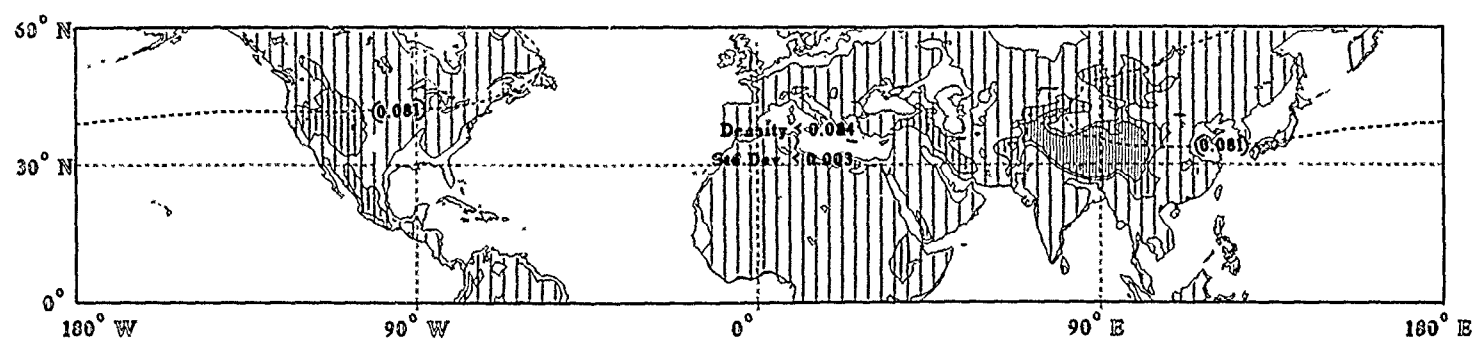 60° N
(0.081)
Density < 0.084
(0.081)
Std.Dev. < 0.003
30° N
0°
180° W 90° W 0° 90° E 180° E